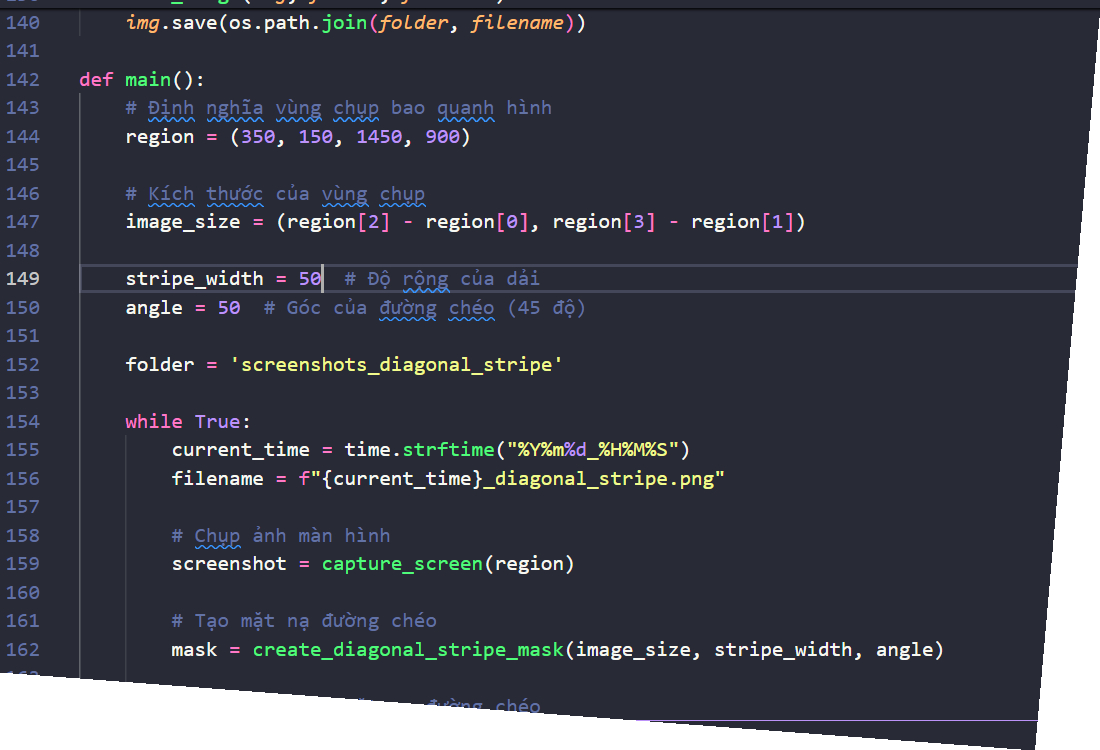 140 img.save(os.path.join(folder, filename))
141
142 def main():
143 # Định nghĩa vùng chụp bao quanh hình
144 region = (350, 150, 1450, 900)
145
146 # Kích thước của vùng chụp
147 image_size = (region[2] - region[0], region[3] - region[1])
148
149 stripe_width = 50 # Độ rộng của dải
150 angle = 50 # Góc của đường chéo (45 độ)
151
152 folder = 'screenshots_diagonal_stripe'
153
154 while True:
155 current_time = time.strftime("%Y%m%d_%H%M%S")
156 filename = f"{current_time}_diagonal_stripe.png"
157
158 # Chụp ảnh màn hình
159 screenshot = capture_screen(region)
160
161 # Tạo mặt nạ đường chéo
162 mask = create_diagonal_stripe_mask(image_size, stripe_width, angle)
đường chéo